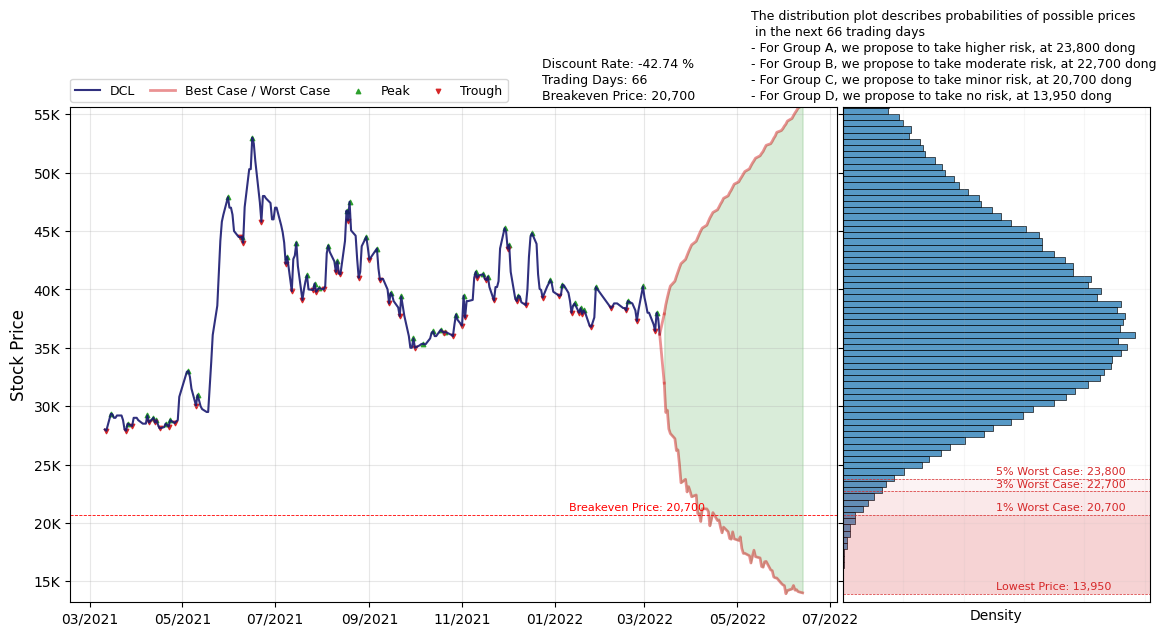 The distribution plot describes probabilities of possible prices
in the next 66 trading days
- For Group A, we propose to take higher risk, at 23,800 dong
- For Group B, we propose to take moderate risk, at 22,700 dong
- For Group C, we propose to take minor risk, at 20,700 dong
- For Group D, we propose to take no risk, at 13,950 dong
Discount Rate: -42.74 %
Trading Days: 66
Breakeven Price: 20,700
DCL
Best Case / Worst Case
Peak
Trough
Stock Price
55K
50K
45K
40K
35K
30K
25K
20K
15K
Breakeven Price: 20,700
5% Worst Case: 23,800
3% Worst Case: 22,700
1% Worst Case: 20,700
Lowest Price: 13,950
03/2021
05/2021
07/2021
09/2021
11/2021
01/2022
03/2022
05/2022
07/2022
Density